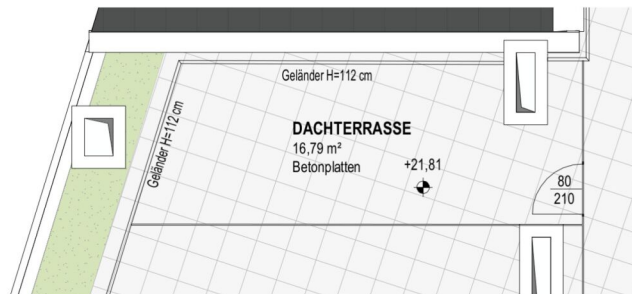 Geländer H=112 cm
Geländer H=112 cm
DACHTERRASSE
16,79 m²
Betonplatten
+21,81
80
210